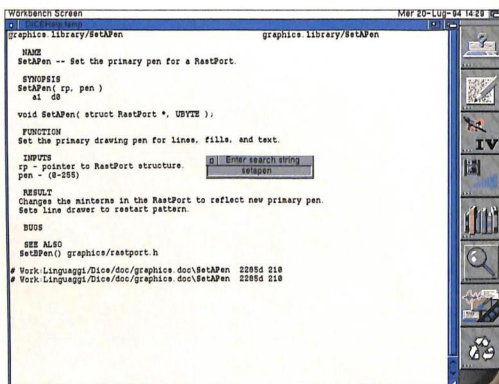 Workbench Screen Mer 20-Lug-94 14:29
DICEHelp.temp
graphics.library/SetAPen graphics.library/SetAPen
NAME
SetAPen -- Set the primary pen for a RastPort.
SYNOPSIS
SetAPen( rp, pen )
a1 d0
void SetAPen( struct RastPort *, UBYTE );
FUNCTION
Set the primary drawing pen for lines, fills, and text.
INPUTS
rp - pointer to RastPort structure.
pen - (0-255)
Enter search string
setapen
RESULT
Changes the minterms in the RastPort to reflect new primary pen.
Sets line drawer to restart pattern.
BUGS
SEE ALSO
SetBPen() graphics/rastport.h
# Work:Linguaggi/Dice/doc/graphics.doc\SetAPen 2285d 210
# Work:Linguaggi/Dice/doc/graphics.doc\SetAPen 2285d 210
IV